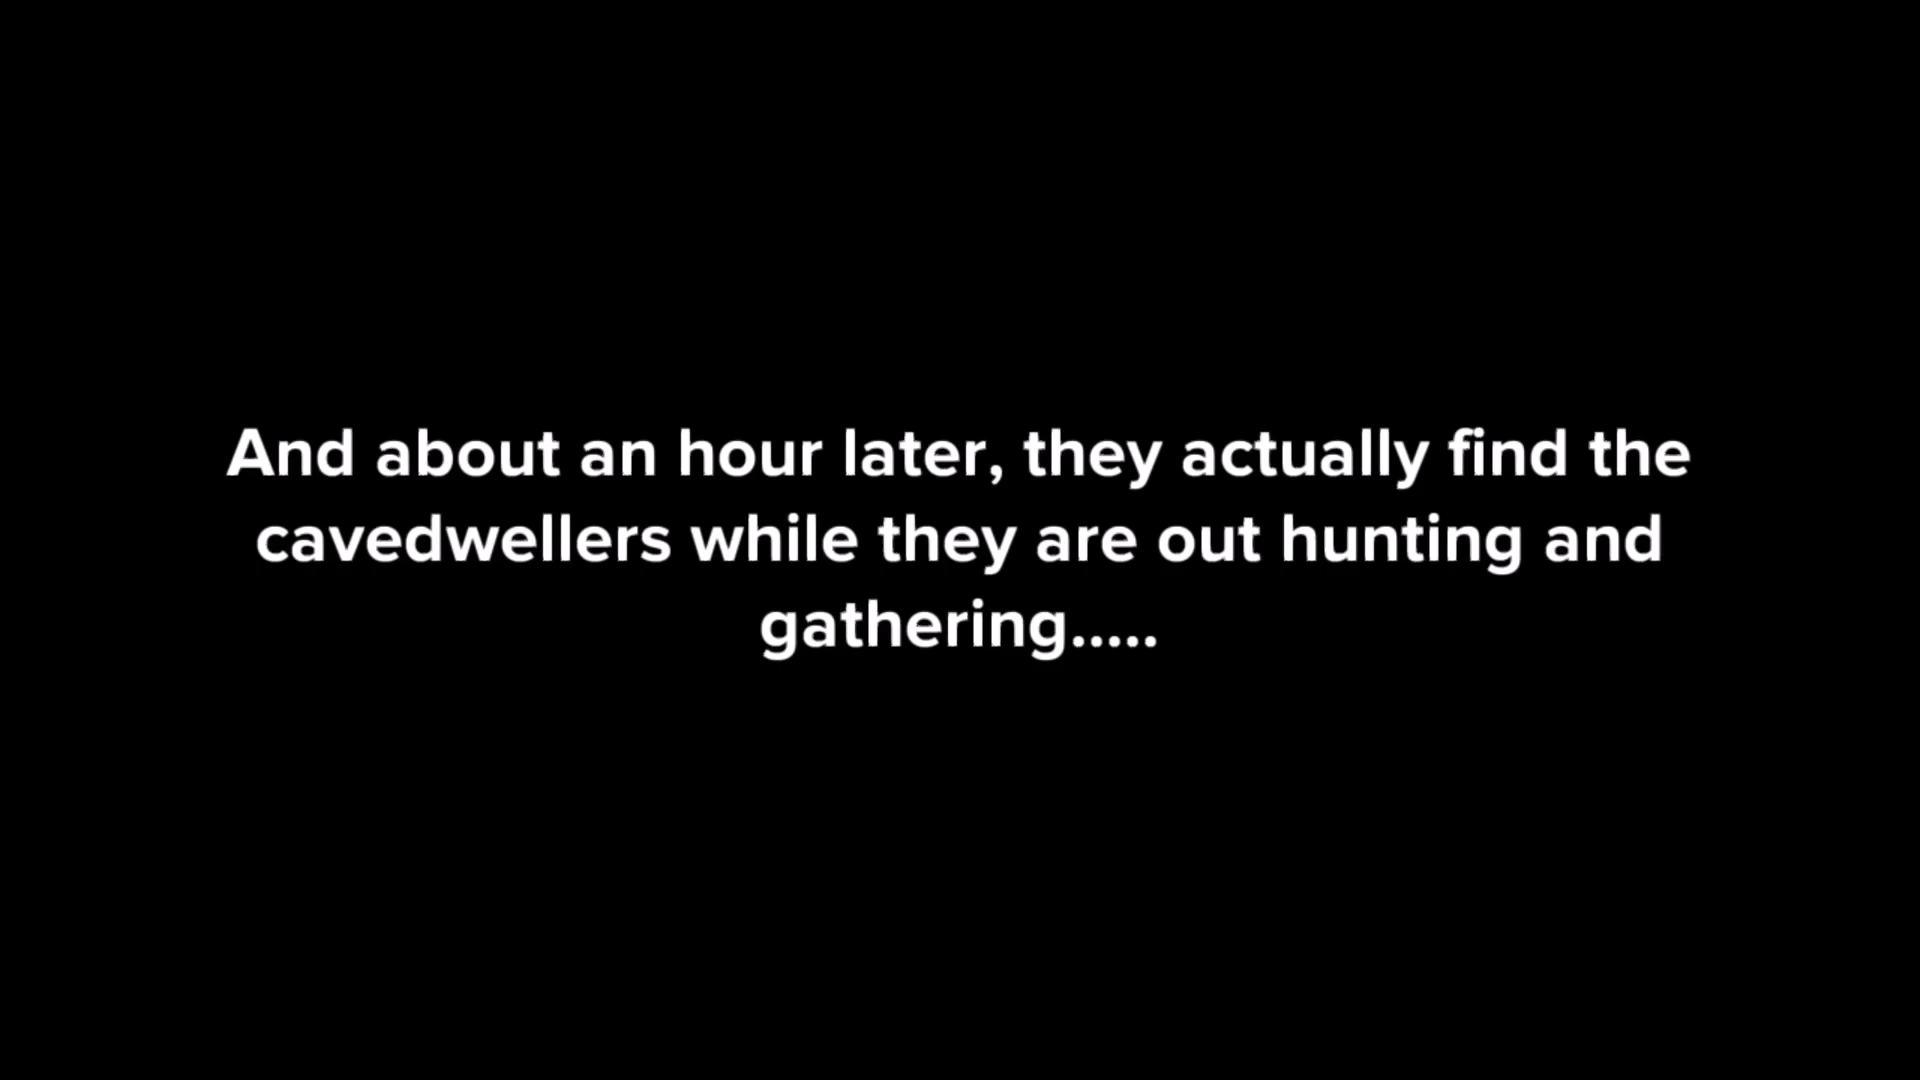 And about an hour later, they actually find the
cavedwellers while they are out hunting and
gathering.....